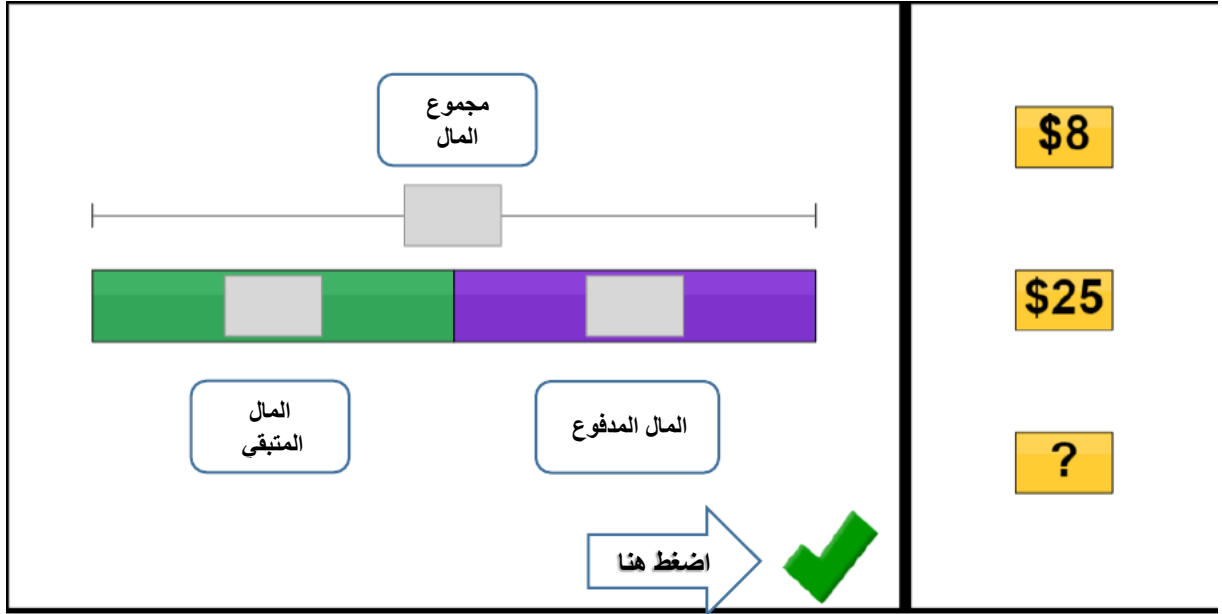 مجموع
المال
$8
$25
المال
المتبقي
المال المدفوع
?
اضغط هنا